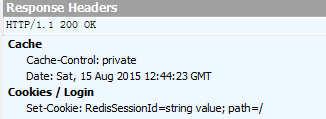 Response Headers
HTTP/1.1 200 OK
Cache
Cache-Control: private
Date: Sat, 15 Aug 2015 12:44:23 GMT
Cookies / Login
Set-Cookie: RedisSessionId=string value; path=/